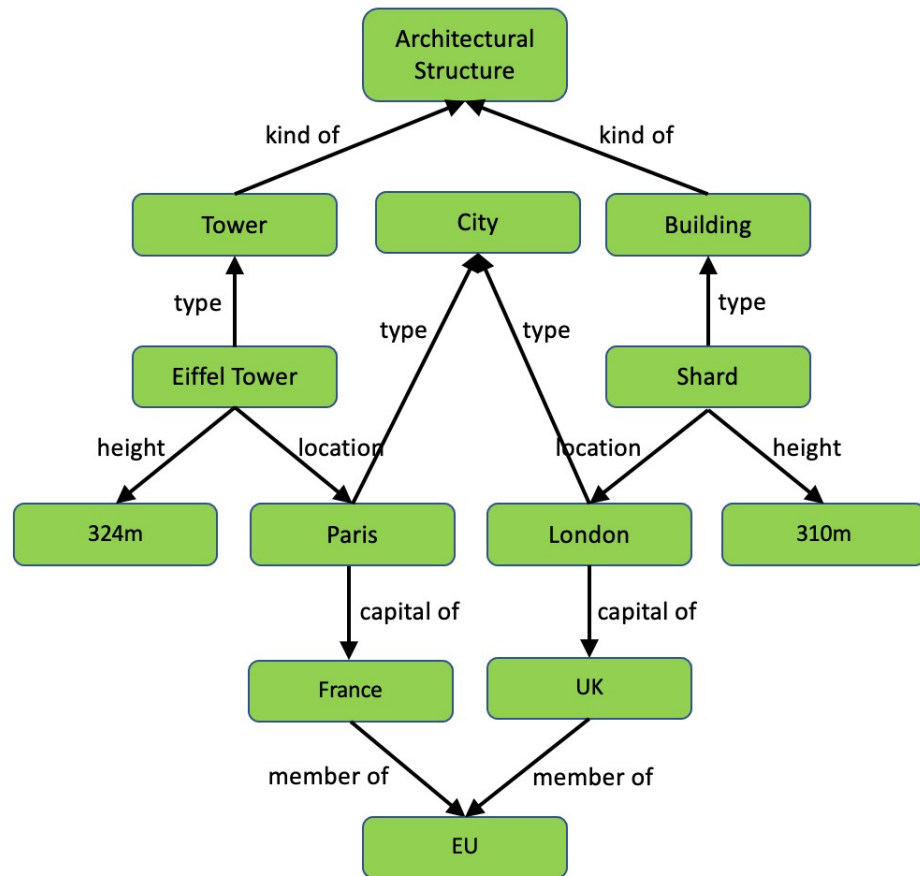 Architectural
Structure
kind of
kind of
Tower
City
Building
type
type
type
type
Eiffel Tower
Shard
height
location
location
height
324m
Paris
London
310m
capital of
capital of
France
UK
member of
member of
EU